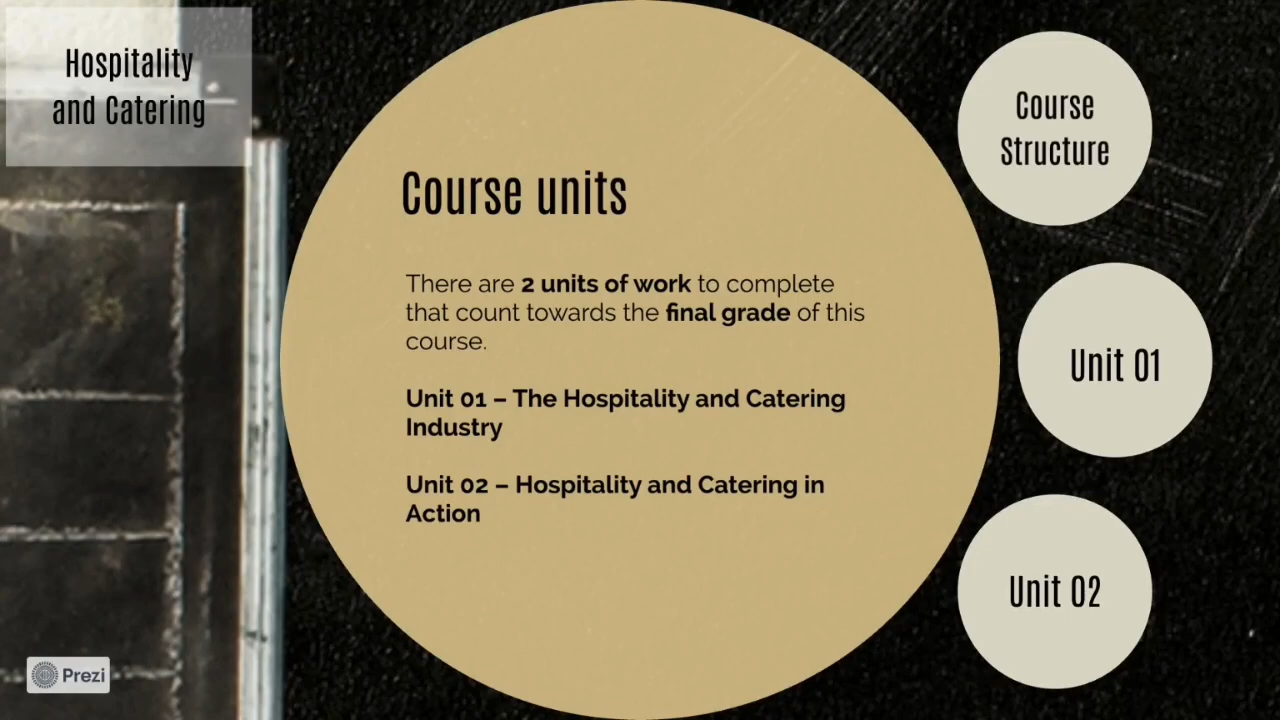 Hospitality
and Catering
Course units
There are 2 units of work to complete
that count towards the final grade of this
course.
Unit 01 – The Hospitality and Catering
Industry
Unit 02 – Hospitality and Catering in
Action
Course
Structure
Unit 01
Unit 02
Prezi